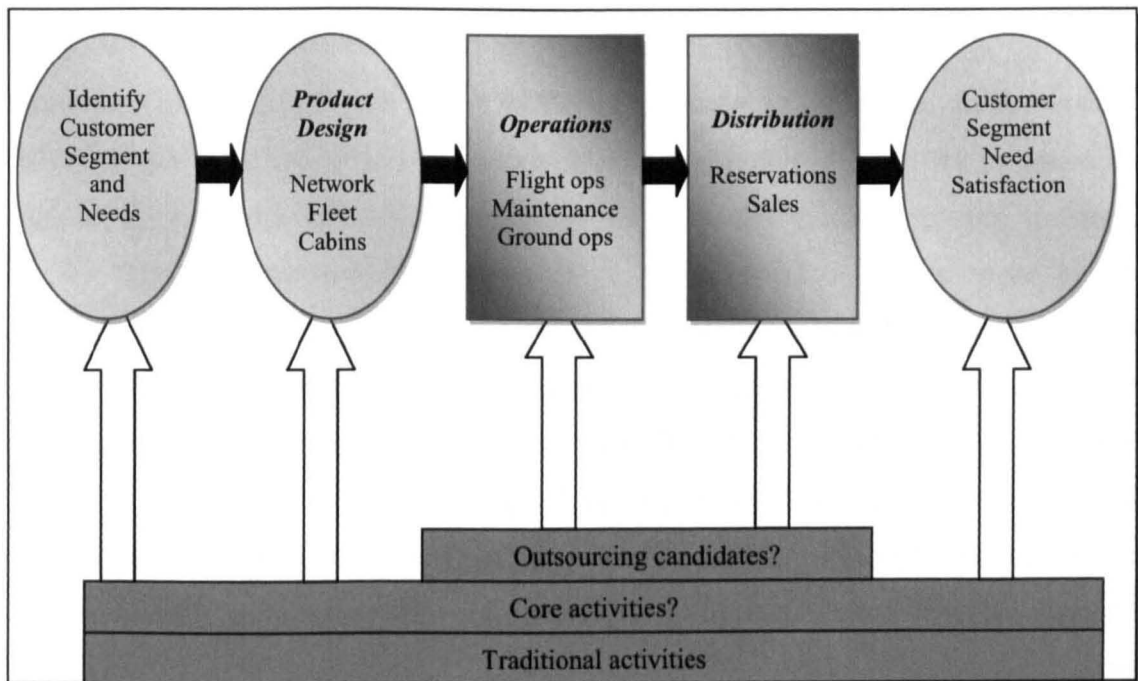 Identify
Customer
Segment
and
Needs
Product
Design
Network
Fleet
Cabins
Operations
Flight ops
Maintenance
Ground ops
Distribution
Reservations
Sales
Customer
Segment
Need
Satisfaction
Outsourcing candidates?
Core activities?
Traditional activities